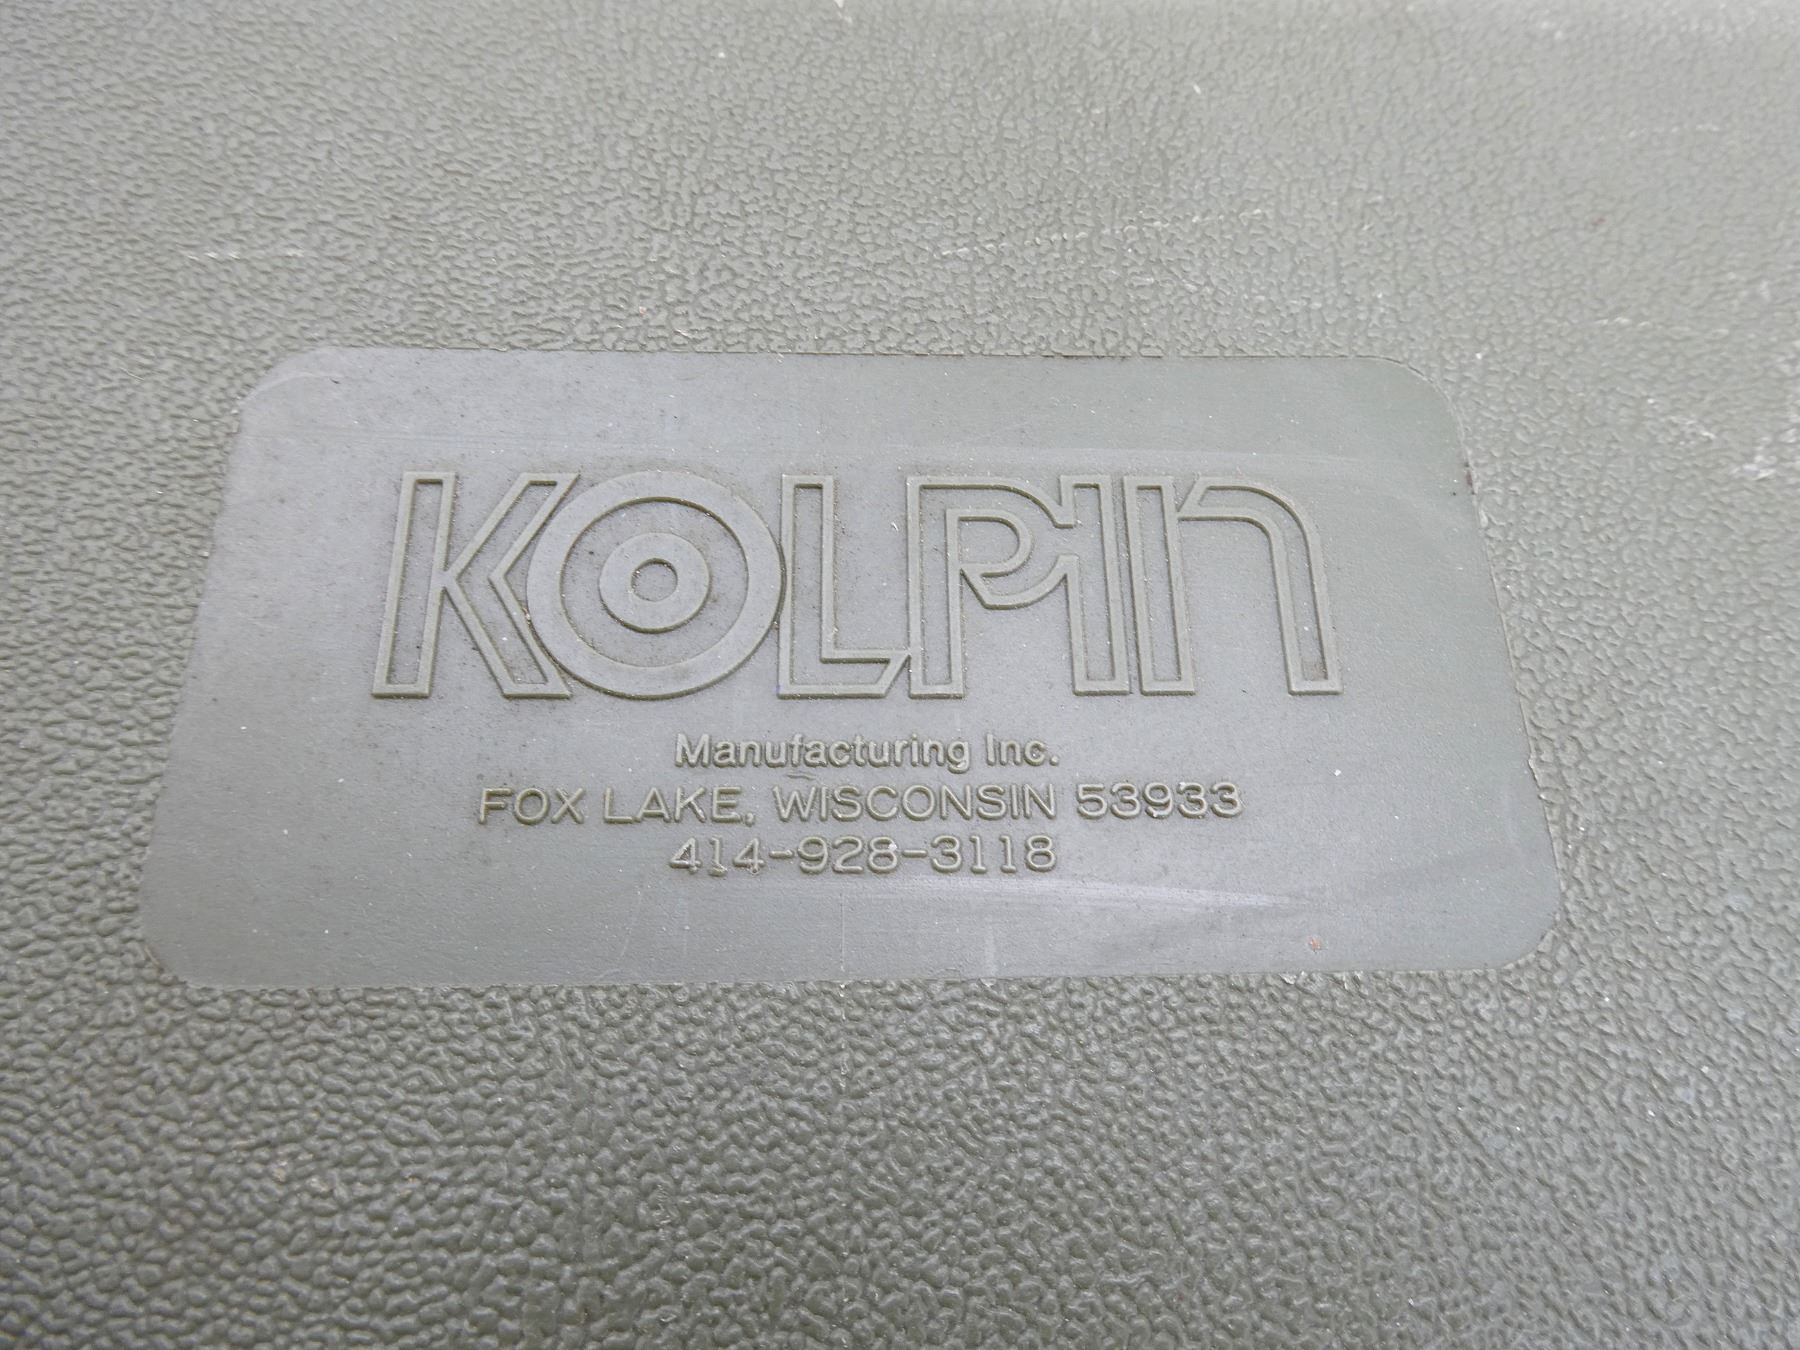 KOLPIN
Manufacturing Inc.
FOX LAKE, WISCONSIN 53933
414-928-3118